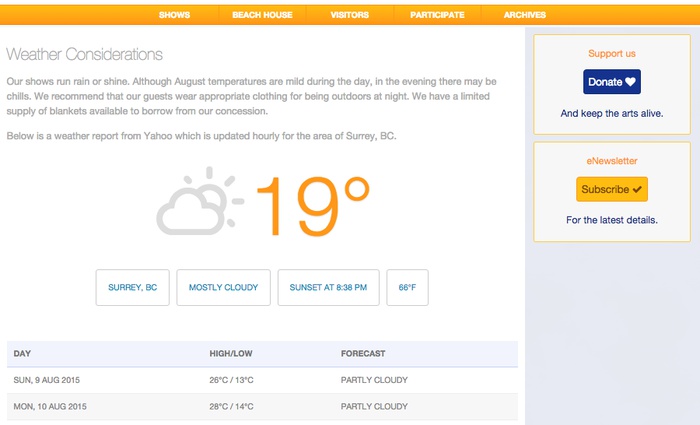 SHOWS BEACH HOUSE VISITORS PARTICIPATE ARCHIVES
Weather Considerations
Our shows run rain or shine. Although August temperatures are mild during the day, in the evening there may be
chills. We recommend that our guests wear appropriate clothing for being outdoors at night. We have a limited
supply of blankets available to borrow from our concession.
Below is a weather report from Yahoo which is updated hourly for the area of Surrey, BC.
19°
SURREY, BC MOSTLY CLOUDY SUNSET AT 8:38 PM 66°F
DAY HIGH/LOW FORECAST
SUN, 9 AUG 2015 26°C / 13°C PARTLY CLOUDY
MON, 10 AUG 2015 28°C / 14°C PARTLY CLOUDY
Support us
Donate
And keep the arts alive.
eNewsletter
Subscribe
For the latest details.